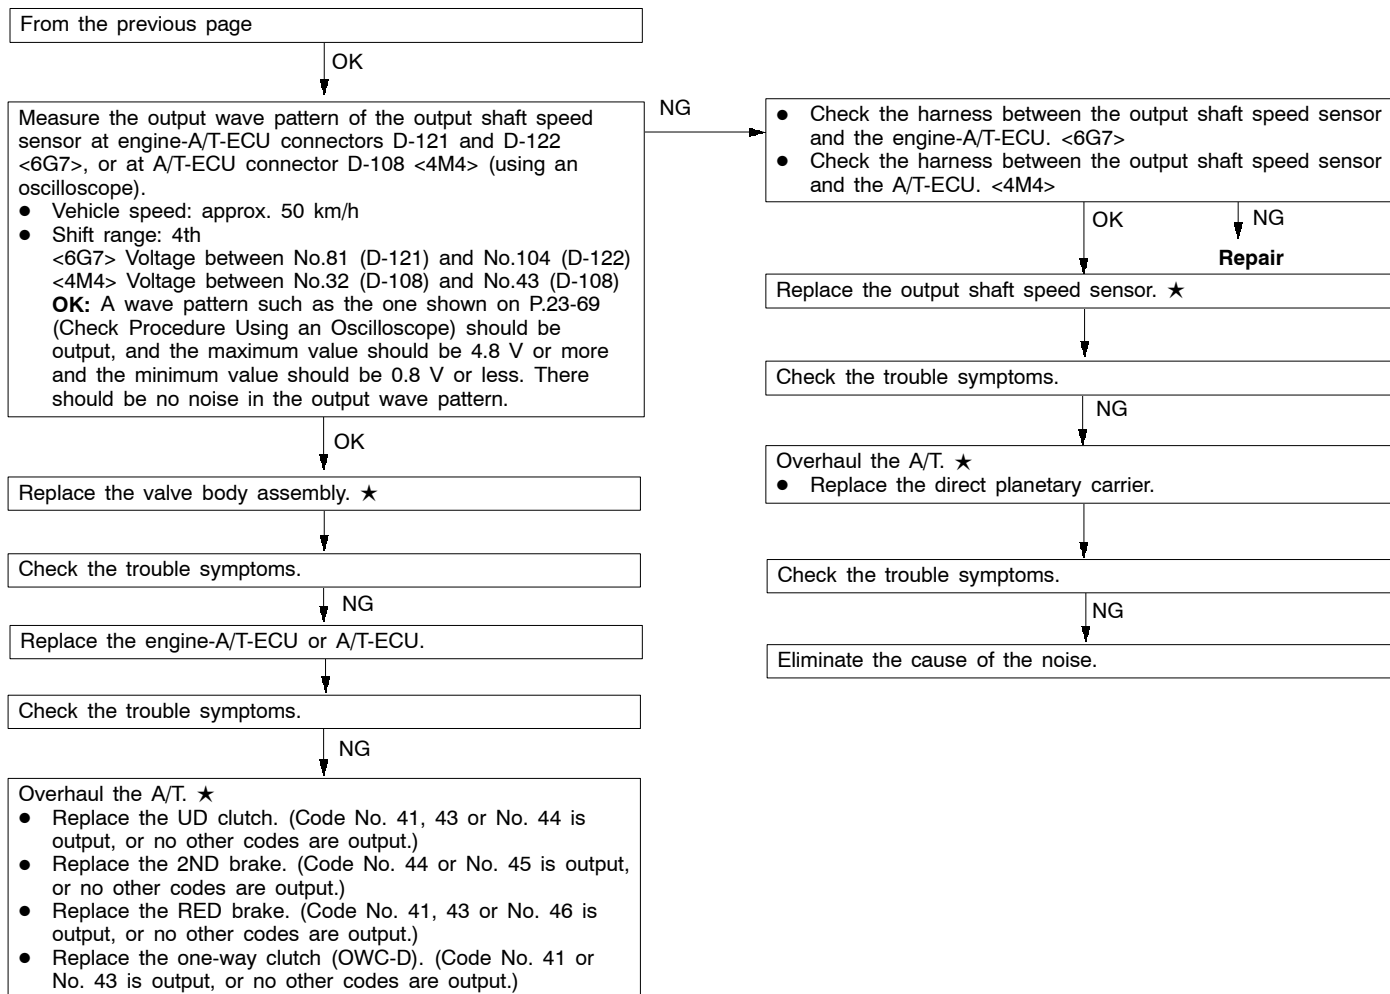 From the previous page
OK
Measure the output wave pattern of the output shaft speed
sensor at engine-A/T-ECU connectors D-121 and D-122
<6G7>, or at A/T-ECU connector D-108 <4M4> (using an
oscilloscope).
● Vehicle speed: approx. 50 km/h
● Shift range: 4th
<6G7> Voltage between No.81 (D-121) and No.104 (D-122)
<4M4> Voltage between No.32 (D-108) and No.43 (D-108)
OK: A wave pattern such as the one shown on P.23-69
(Check Procedure Using an Oscilloscope) should be
output, and the maximum value should be 4.8 V or more
and the minimum value should be 0.8 V or less. There
should be no noise in the output wave pattern.
OK
Replace the valve body assembly. ★
Check the trouble symptoms.
NG
Replace the engine-A/T-ECU or A/T-ECU.
Check the trouble symptoms.
NG
Overhaul the A/T. ★
● Replace the UD clutch. (Code No. 41, 43 or No. 44 is
output, or no other codes are output.)
● Replace the 2ND brake. (Code No. 44 or No. 45 is output,
or no other codes are output.)
● Replace the RED brake. (Code No. 41, 43 or No. 46 is
output, or no other codes are output.)
● Replace the one-way clutch (OWC-D). (Code No. 41 or
No. 43 is output, or no other codes are output.)
NG
● Check the harness between the output shaft speed sensor
and the engine-A/T-ECU. <6G7>
● Check the harness between the output shaft speed sensor
and the A/T-ECU. <4M4>
OK
NG
Repair
Replace the output shaft speed sensor. ★
Check the trouble symptoms.
NG
Overhaul the A/T. ★
● Replace the direct planetary carrier.
Check the trouble symptoms.
NG
Eliminate the cause of the noise.